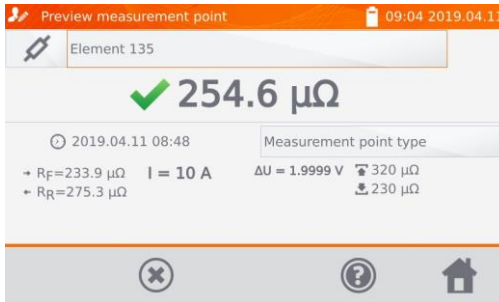 Preview measurement point
09:04 2019.04.11
Element 135
254.6 µΩ
2019.04.11 08:48
Measurement point type
RF=233.9 µΩ I = 10 A ΔU = 1.9999 V 320 µΩ
RR=275.3 µΩ 230 µΩ